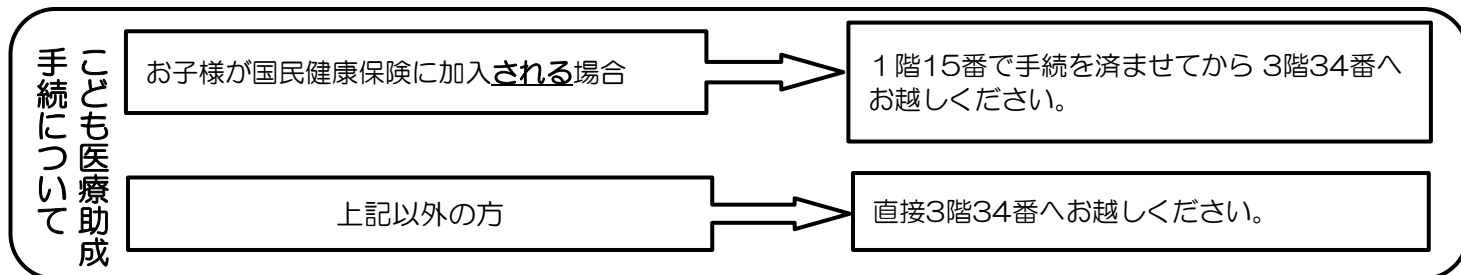 こども医療助成
手続について
お子様が国民健康保険に加入される場合
１階15番で手続を済ませてから 3階34番へ
お越しください。
上記以外の方
直接3階34番へお越しください。